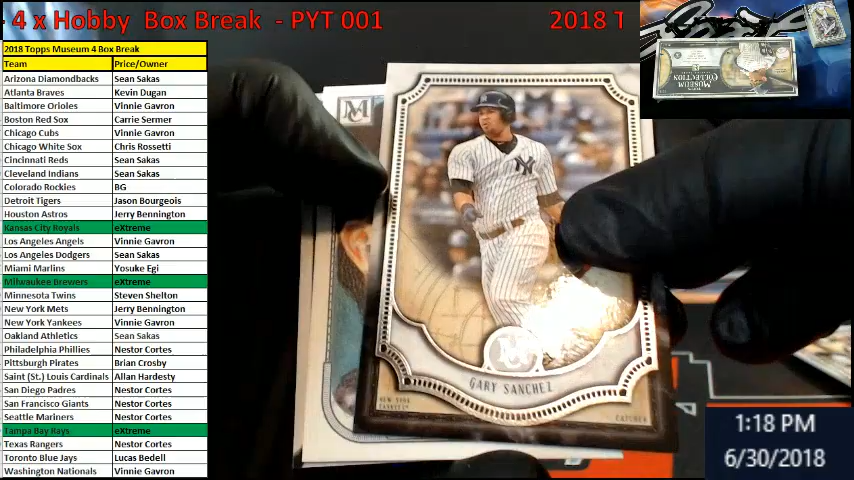 - 4 x Hobby Box Break - PYT 001
2018 T
2018 Topps Museum 4 Box Break
Team Price/Owner
Arizona Diamondbacks Sean Sakas
Atlanta Braves Kevin Dugan
Baltimore Orioles Vinnie Gavron
Boston Red Sox Carrie Sermer
Chicago Cubs Vinnie Gavron
Chicago White Sox Chris Rossetti
Cincinnati Reds Sean Sakas
Cleveland Indians Sean Sakas
Colorado Rockies BG
Detroit Tigers Jason Bourgeois
Houston Astros Jerry Bennington
Kansas City Royals eXtreme
Los Angeles Angels Vinnie Gavron
Los Angeles Dodgers Sean Sakas
Miami Marlins Yosuke Egi
Milwaukee Brewers eXtreme
Minnesota Twins Steven Shelton
New York Mets Jerry Bennington
New York Yankees Vinnie Gavron
Oakland Athletics Sean Sakas
Philadelphia Phillies Nestor Cortes
Pittsburgh Pirates Brian Crosby
Saint (St.) Louis Cardinals Allan Hardesty
San Diego Padres Nestor Cortes
San Francisco Giants Nestor Cortes
Seattle Mariners Nestor Cortes
Tampa Bay Rays eXtreme
Texas Rangers Nestor Cortes
Toronto Blue Jays Lucas Bedell
Washington Nationals Vinnie Gavron
MC
NY
GARY SANCHEZ
NEW YORK
YANKEES
CATCHER
MUSEUM
COLLECTION
1:18 PM
6/30/2018